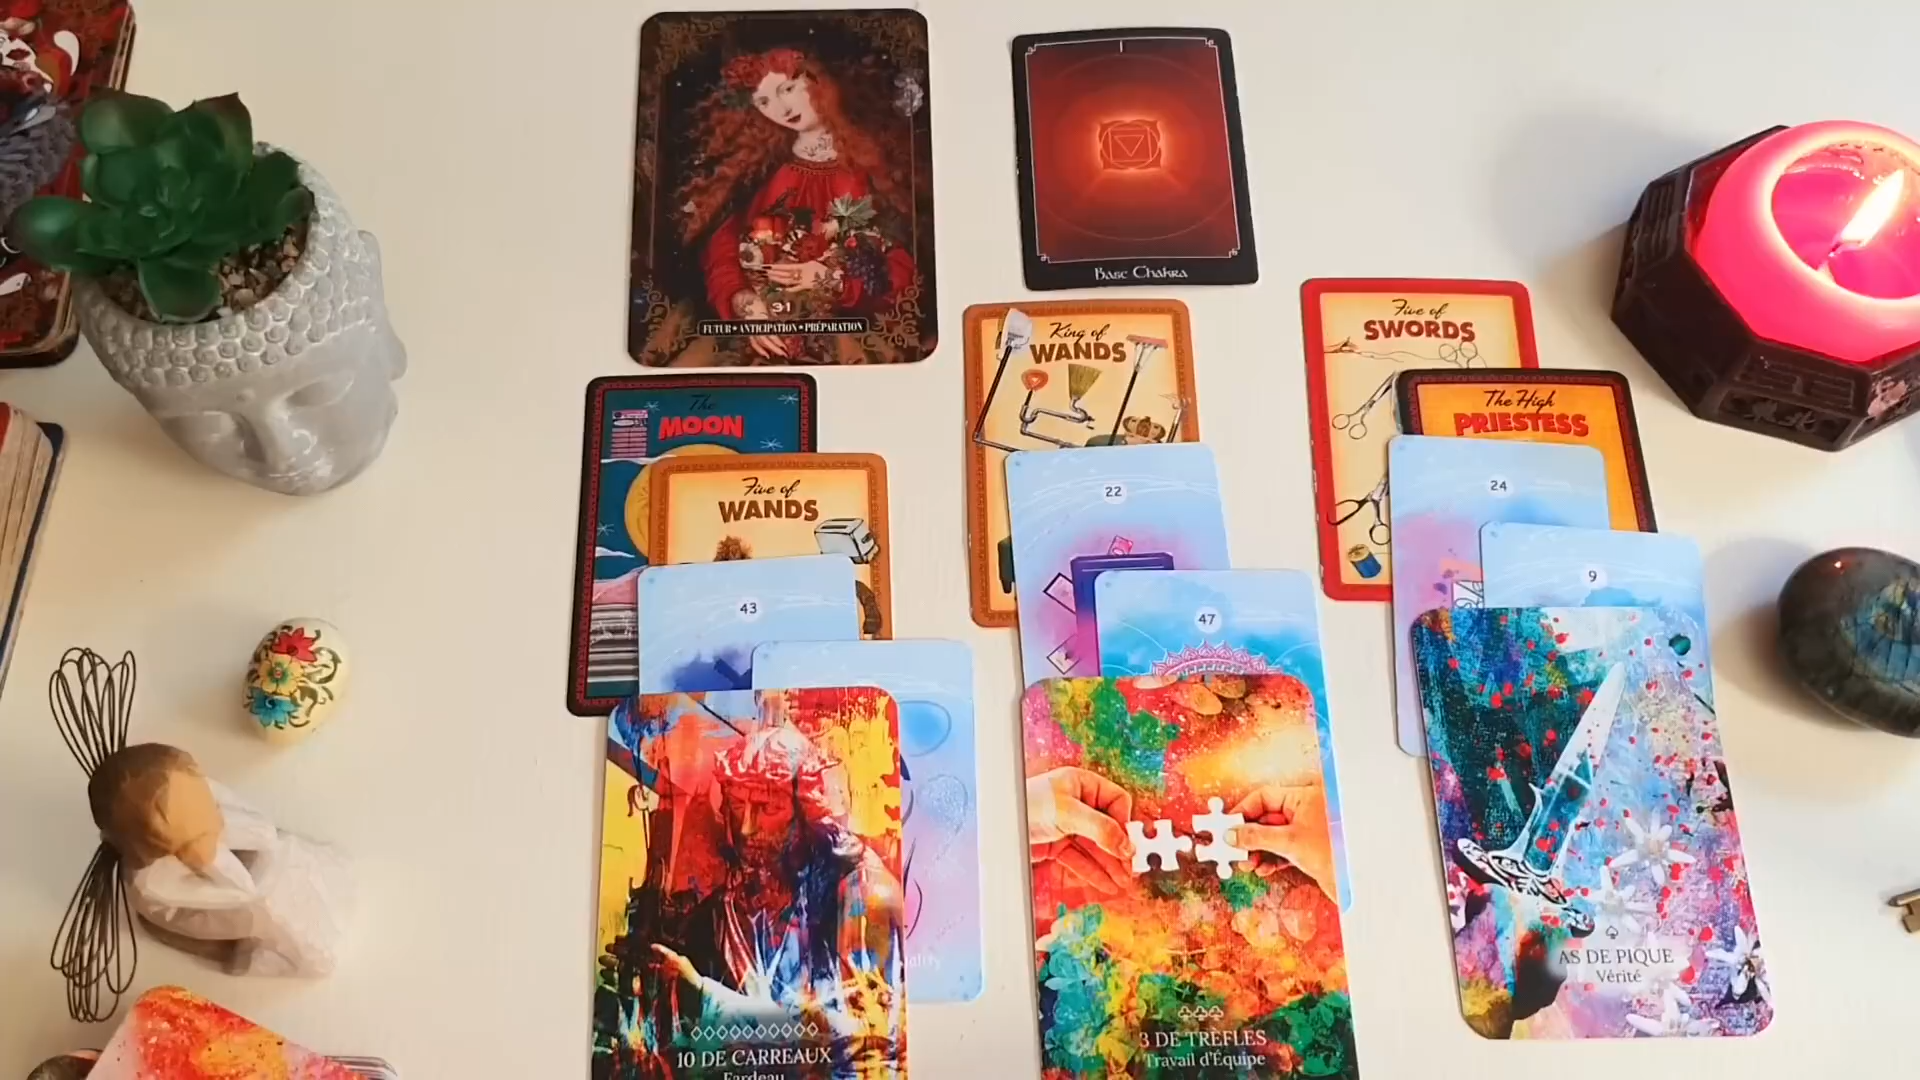 31
FUTUR • ANTICIPATION • PRÉPARATION
I
Base Chakra
The
MOON
Five of
WANDS
43
10 DE CARREAUX
Fardeau
King of
WANDS
22
47
3 DE TRÈFLES
Travail d'Équipe
Five of
SWORDS
The High
PRIESTESS
24
9
AS DE PIQUE
Vérité